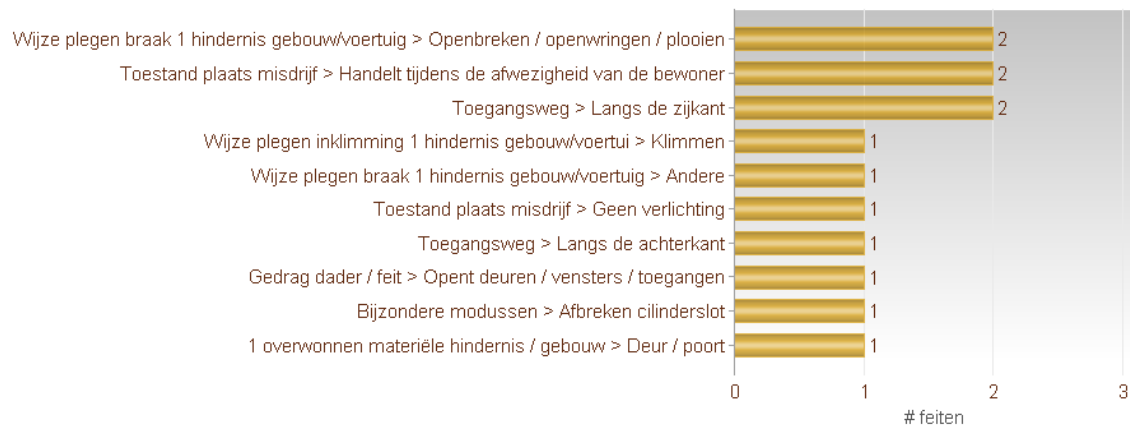 Wijze plegen braak 1 hindernis gebouw/voertuig > Openbreken / openwringen / plooien 2
Toestand plaats misdrijf > Handelt tijdens de afwezigheid van de bewoner 2
Toegangsweg > Langs de zijkant 2
Wijze plegen inklimming 1 hindernis gebouw/voertui > Klimmen 1
Wijze plegen braak 1 hindernis gebouw/voertuig > Andere 1
Toestand plaats misdrijf > Geen verlichting 1
Toegangsweg > Langs de achterkant 1
Gedrag dader / feit > Opent deuren / vensters / toegangen 1
Bijzondere modussen > Afbreken cilinderslot 1
1 overwonnen materiële hindernis / gebouw > Deur / poort 1
0 1 2 3
# feiten